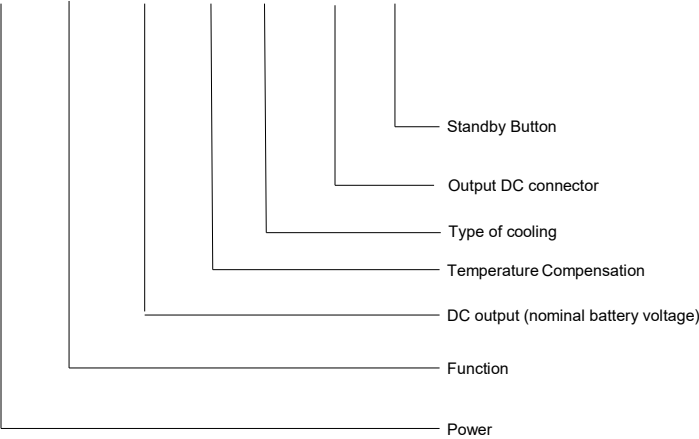 Standby Button
Output DC connector
Type of cooling
Temperature Compensation
DC output (nominal battery voltage)
Function
Power